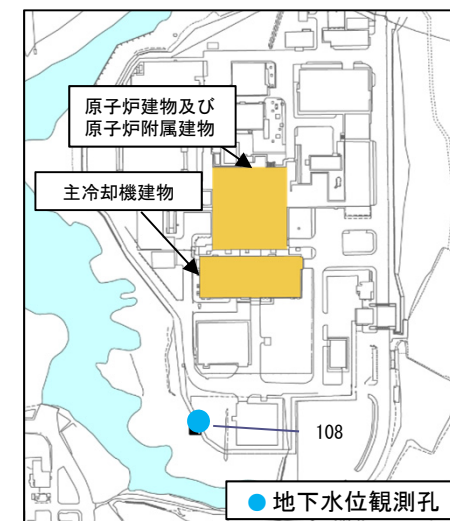 原子炉建物及び
原子炉附属建物
主冷却機建物
108
●地下水位観測孔